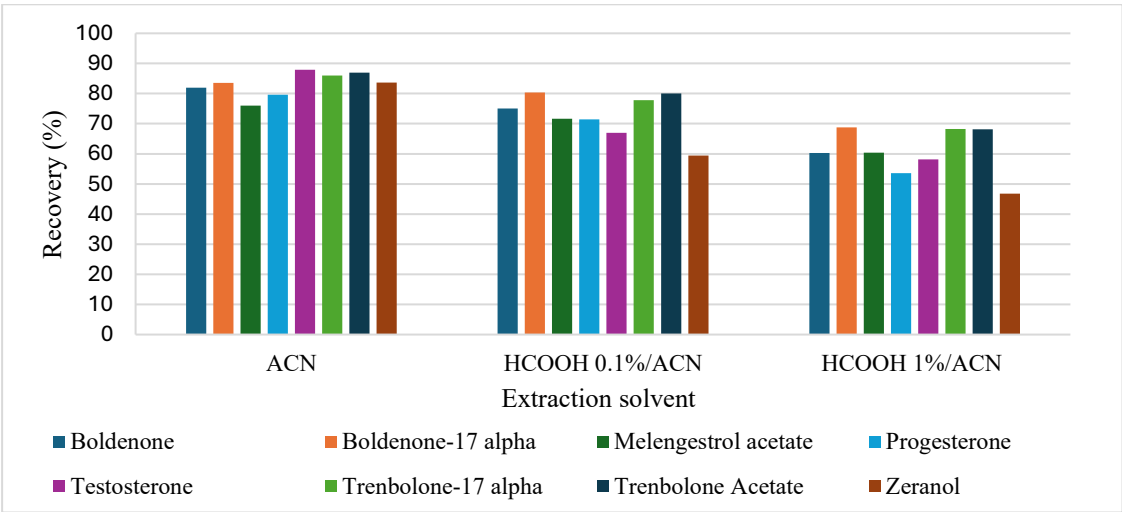 100
90
80
70
60
50
40
30
20
10
0
Recovery (%)
ACN HCOOH 0.1%/ACN HCOOH 1%/ACN
Extraction solvent
Boldenone Boldenone-17 alpha Melengestrol acetate Progesterone
Testosterone Trenbolone-17 alpha Trenbolone Acetate Zeranol